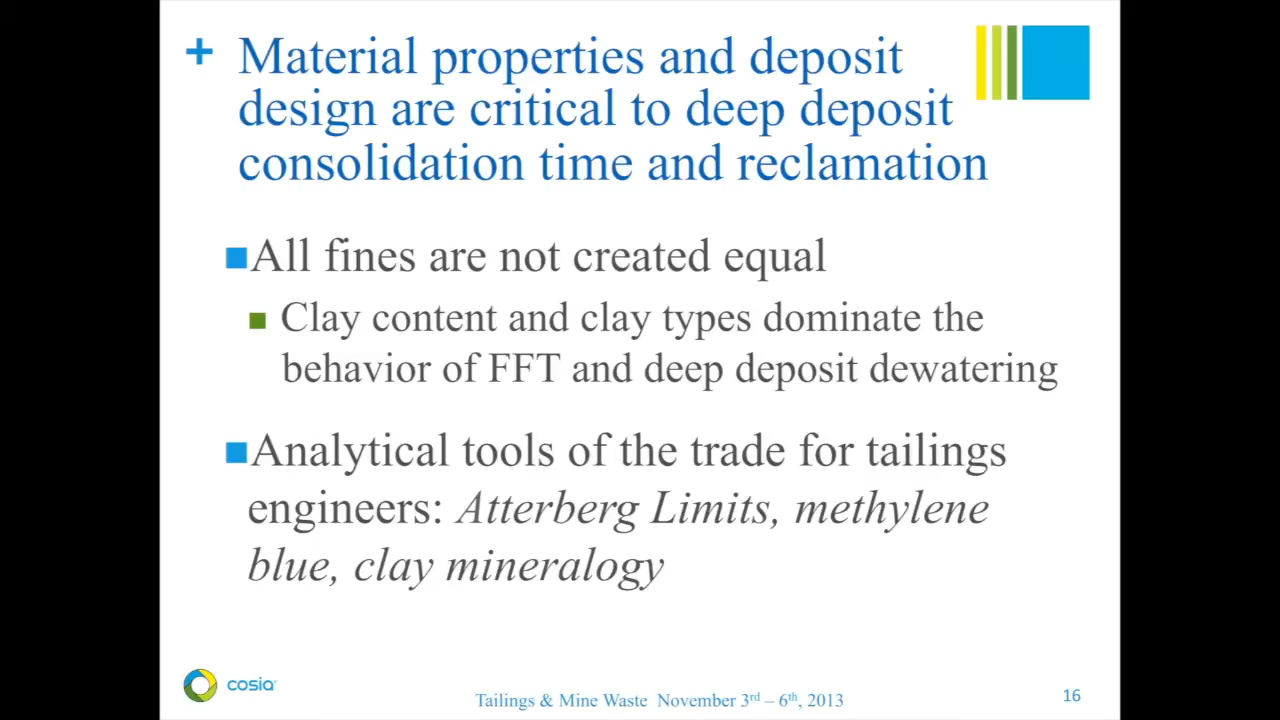 + Material properties and deposit
design are critical to deep deposit
consolidation time and reclamation
■All fines are not created equal
■ Clay content and clay types dominate the
behavior of FFT and deep deposit dewatering
■Analytical tools of the trade for tailings
engineers: Atterberg Limits, methylene
blue, clay mineralogy
cosia
Tailings & Mine Waste November 3rd – 6th, 2013
16